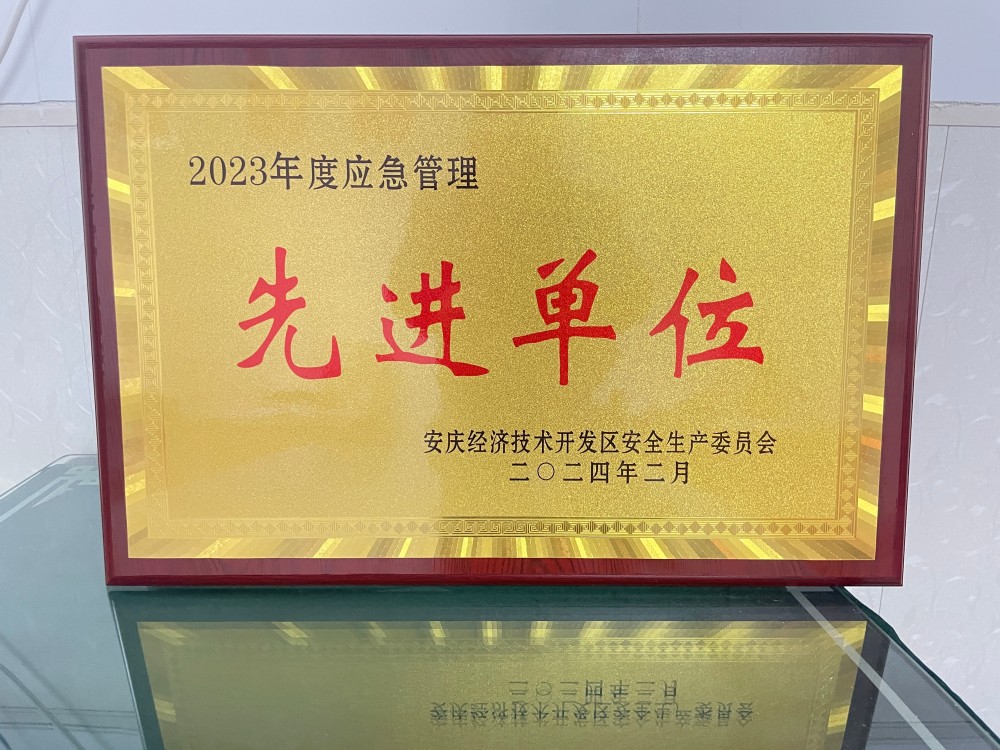 2023年度应急管理
先进单位
安庆经济技术开发区安全生产委员会
二〇二四年二月